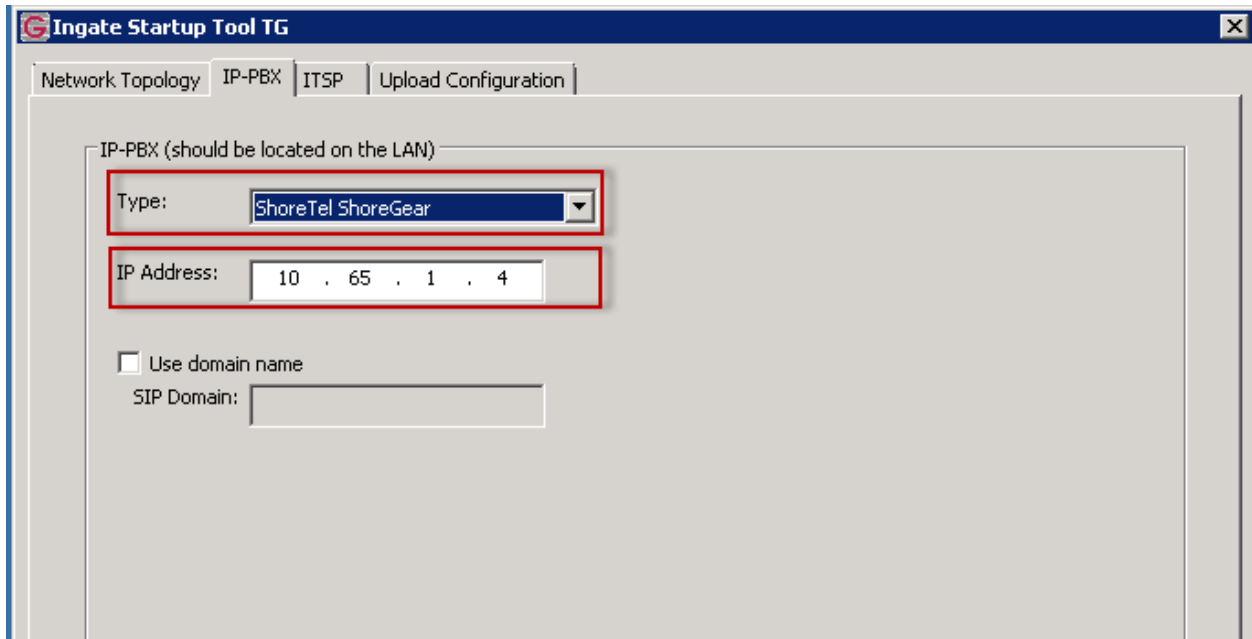 Ingate Startup Tool TG
Network Topology IP-PBX ITSP Upload Configuration
IP-PBX (should be located on the LAN)
Type: ShoreTel ShoreGear
IP Address: 10 . 65 . 1 . 4
Use domain name
SIP Domain: